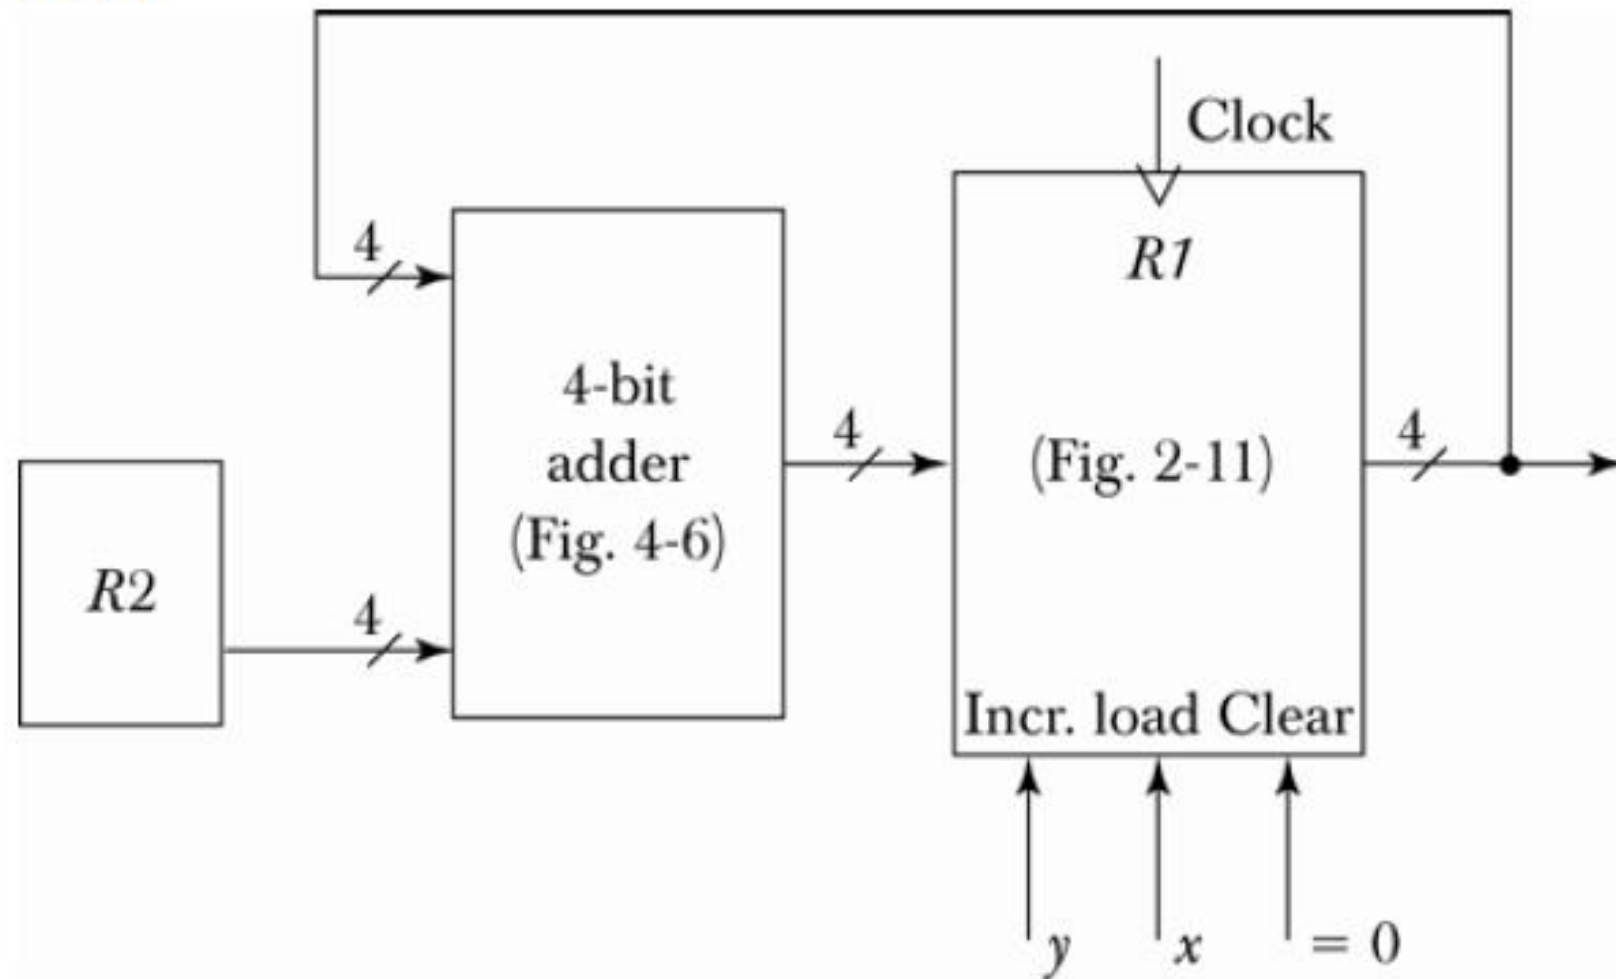 Clock
4
R1
4-bit
adder
(Fig. 4-6)
4
(Fig. 2-11)
4
R2
4
Incr. load Clear
y
x
= 0